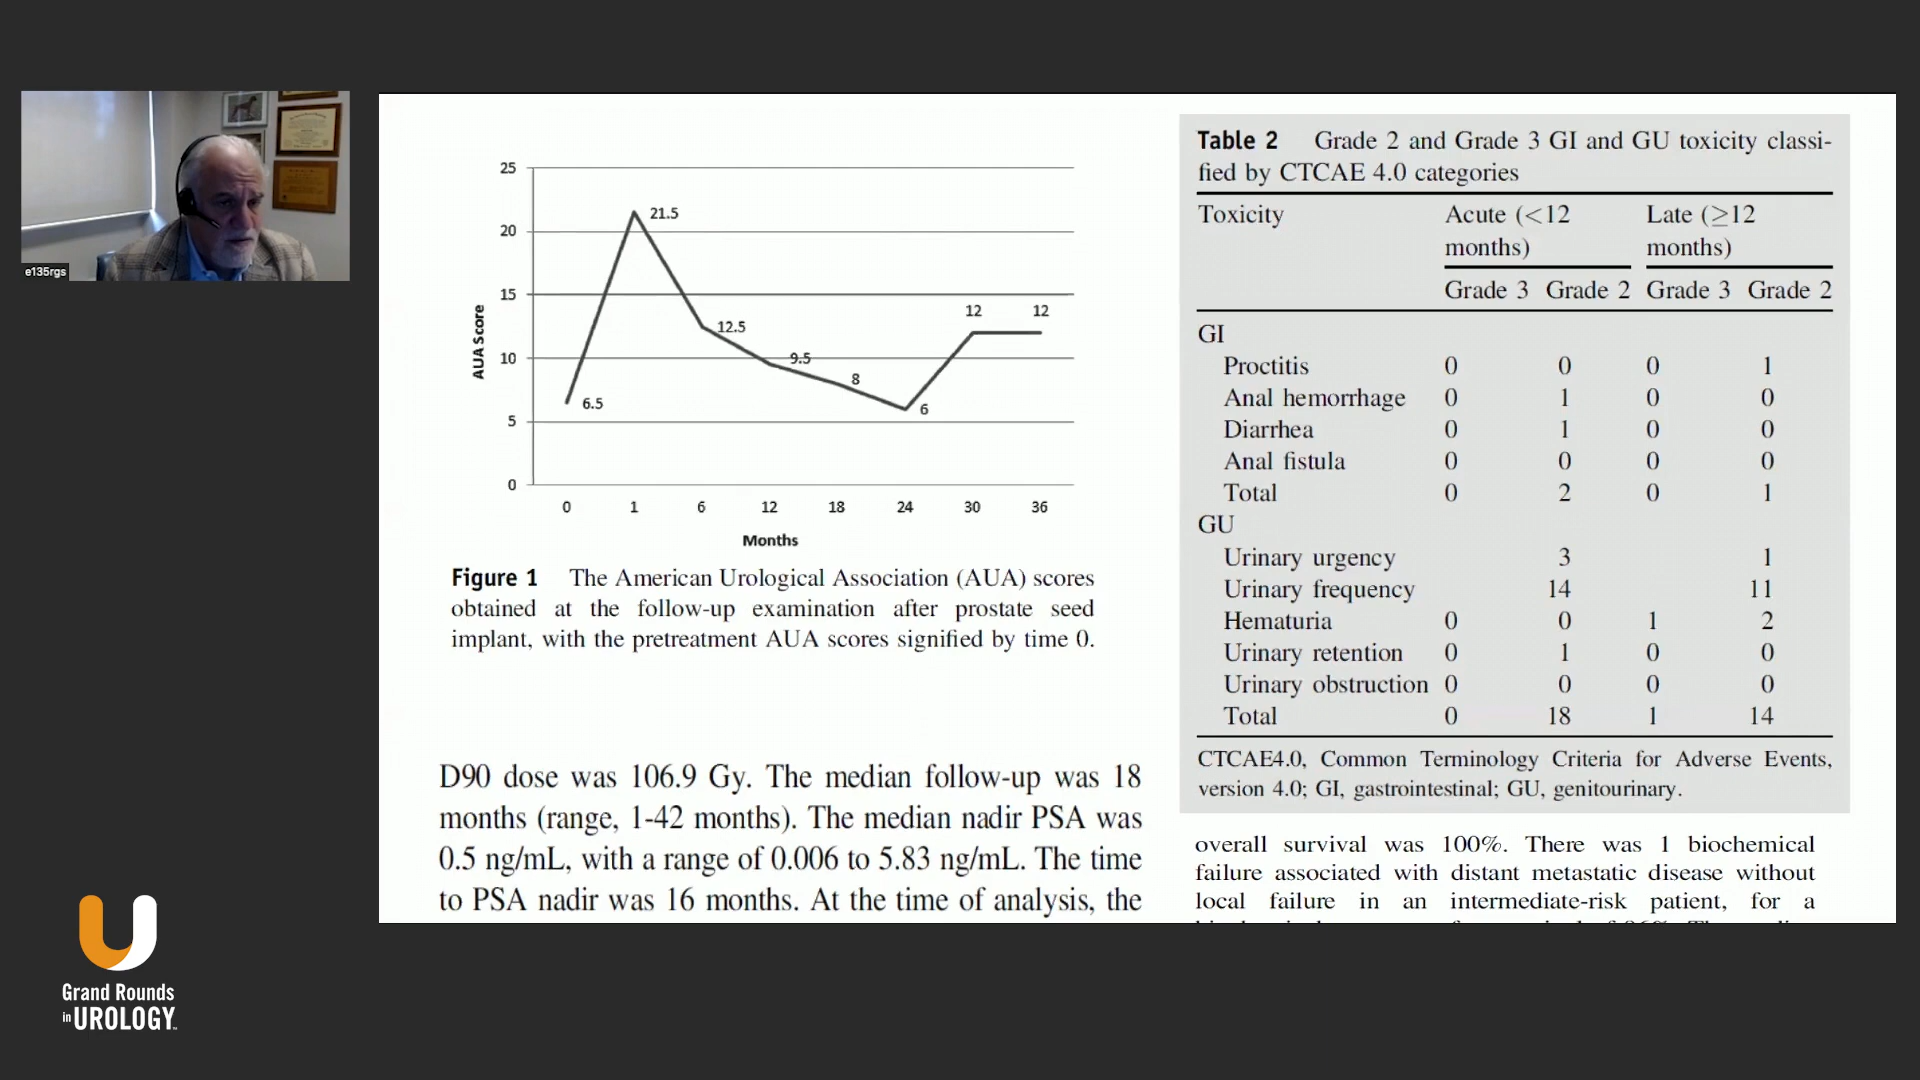 e135rgs
25
20
15
10
5
0
AUA score
21.5
12.5
9.5
8
6
6.5
12
12
0 1 6 12 18 24 30 36
Months
Figure 1 The American Urological Association (AUA) scores
obtained at the follow-up examination after prostate seed
implant, with the pretreatment AUA scores signified by time 0.
D90 dose was 106.9 Gy. The median follow-up was 18
months (range, 1-42 months). The median nadir PSA was
0.5 ng/mL, with a range of 0.006 to 5.83 ng/mL. The time
to PSA nadir was 16 months. At the time of analysis, the
Table 2 Grade 2 and Grade 3 GI and GU toxicity classi-
fied by CTCAE 4.0 categories
Toxicity Acute (<12 Late (≥12
months) months)
Grade 3 Grade 2 Grade 3 Grade 2
GI
Proctitis 0 0 0 1
Anal hemorrhage 0 1 0 0
Diarrhea 0 1 0 0
Anal fistula 0 0 0 0
Total 0 2 0 1
GU
Urinary urgency 3 1
Urinary frequency 14 11
Hematuria 0 0 1 2
Urinary retention 0 1 0 0
Urinary obstruction 0 0 0 0
Total 0 18 1 14
CTCAE4.0, Common Terminology Criteria for Adverse Events,
version 4.0; GI, gastrointestinal; GU, genitourinary.
overall survival was 100%. There was 1 biochemical
failure associated with distant metastatic disease without
local failure in an intermediate-risk patient, for a
Grand Rounds
in UROLOGY